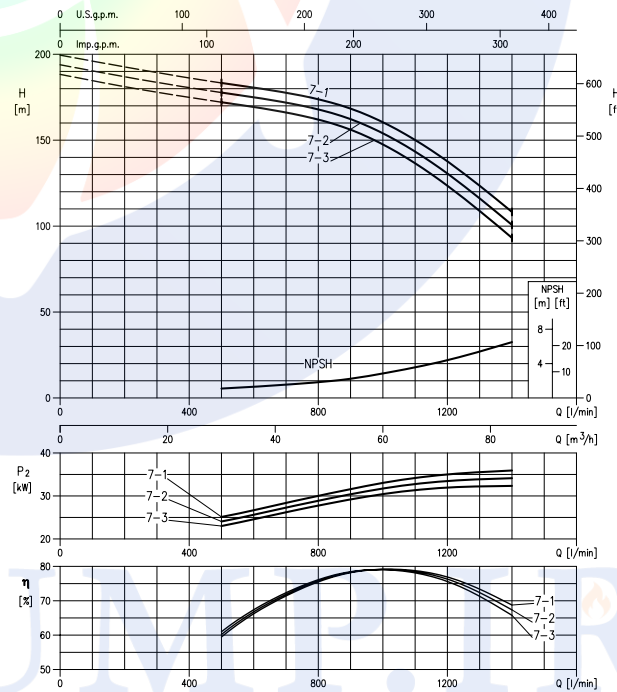 0 U.S.g.p.m. 100 200 300 400
0 Imp.g.p.m. 100 200 300
H
[m]
200
150
100
50
0
7-1
7-2
7-3
NPSH
H
[f
600
500
400
300
200
100
0
NPSH
[m] [ft]
8
20
4
10
0 400 800 1200 Q [l/min]
0 20 40 60 80 Q [m³/h]
P2
[kW]
40
30
20
7-1
7-2
7-3
0 400 800 1200 Q [l/min]
η
[%]
80
70
60
50
7-1
7-2
7-3
0 400 800 1200 Q [l/min]
UMP.IR